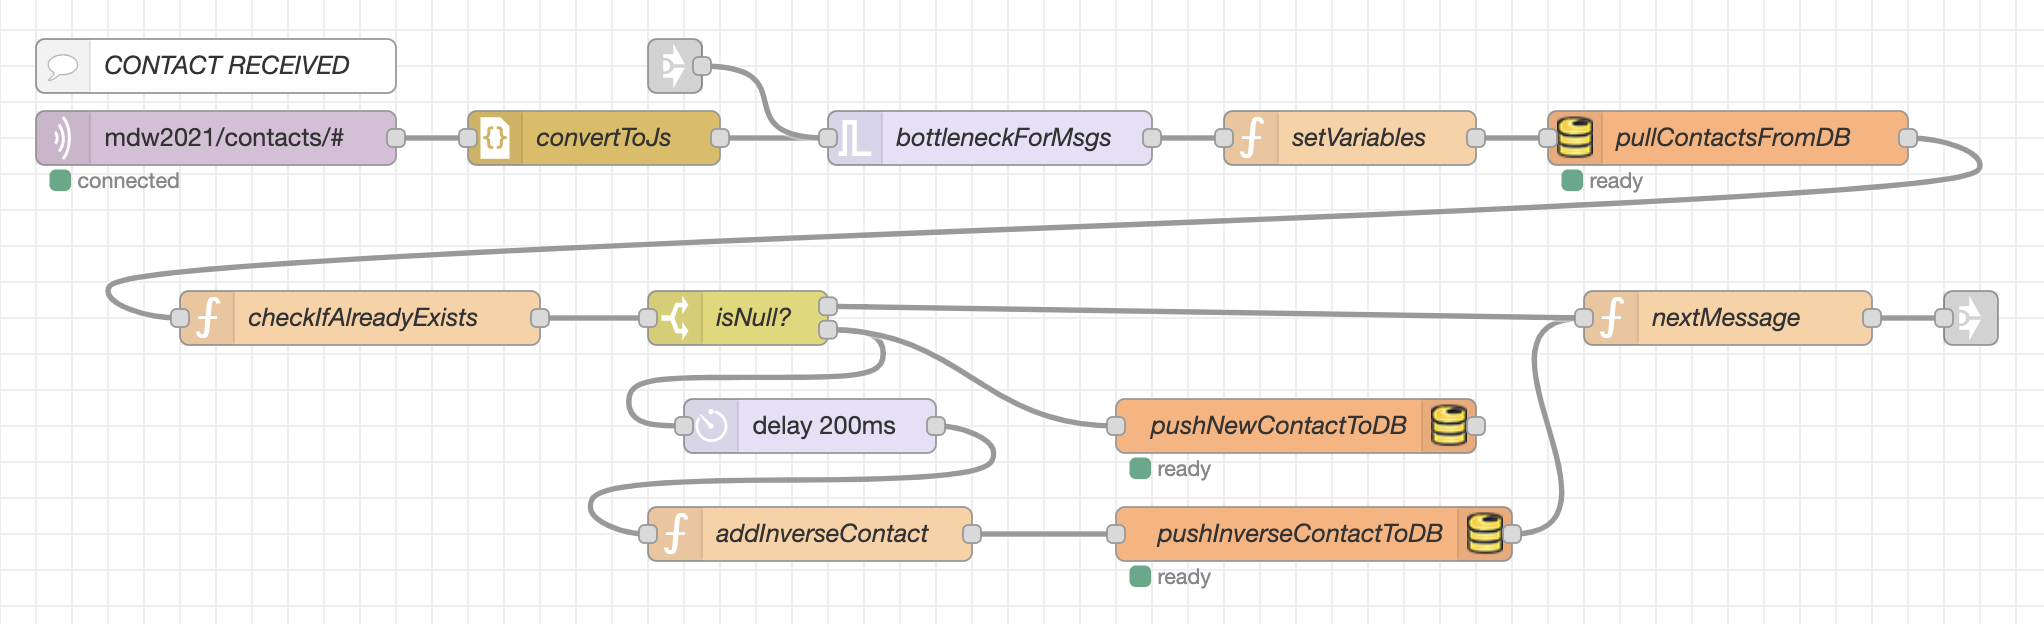 CONTACT RECEIVED
mdw2021/contacts/#
convertToJs
bottleneckForMsgs
setVariables
pullContactsFromDB
connected
ready
checkIfAlreadyExists
isNull?
nextMessage
delay 200ms
pushNewContactToDB
ready
addInverseContact
pushInverseContactToDB
ready